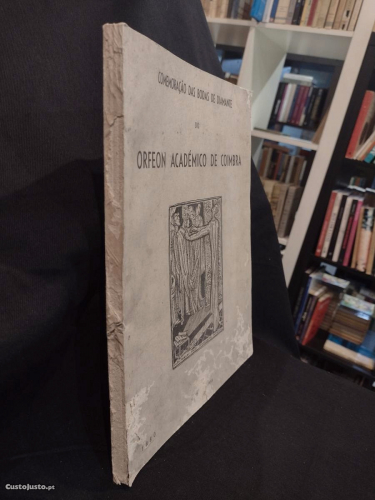 COMEMORAÇÃO DAS BODAS DE DIAMANTE
DO
ORFEON ACADÉMICO DE COIMBRA
CustoJusto.pt